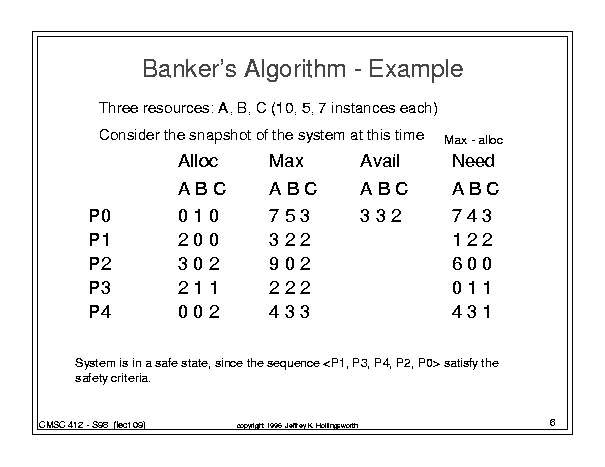 Banker's Algorithm - Example
Three resources: A, B, C (10, 5, 7 instances each)
Consider the snapshot of the system at this time
Max - alloc
Alloc Max Avail Need
A B C A B C A B C A B C
P0 0 1 0 7 5 3 3 3 2 7 4 3
P1 2 0 0 3 2 2 1 2 2
P2 3 0 2 9 0 2 6 0 0
P3 2 1 1 2 2 2 0 1 1
P4 0 0 2 4 3 3 4 3 1
System is in a safe state, since the sequence <P1, P3, P4, P2, P0> satisfy the
safety criteria.
CMSC 412 - S98 (lect 09) copyright 1996 Jeffrey K. Hollingsworth 6